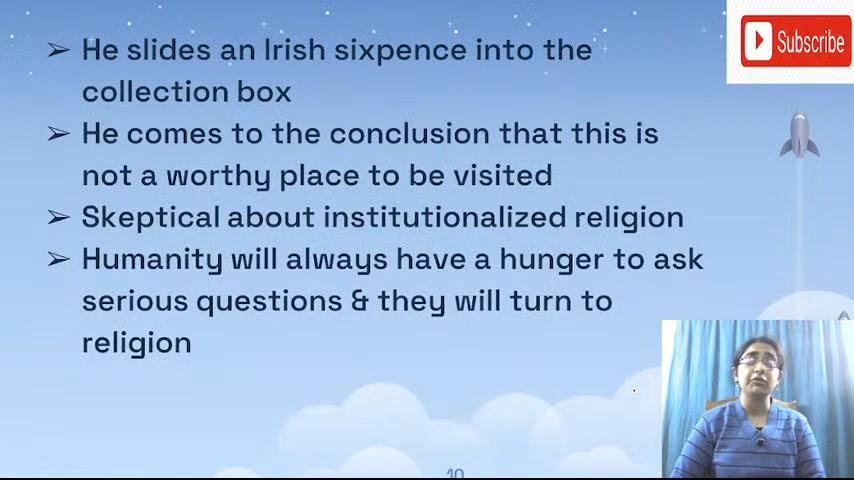 ➢ He slides an Irish sixpence into the
collection box
➢ He comes to the conclusion that this is
not a worthy place to be visited
➢ Skeptical about institutionalized religion
➢ Humanity will always have a hunger to ask
serious questions & they will turn to
religion
Subscribe
10